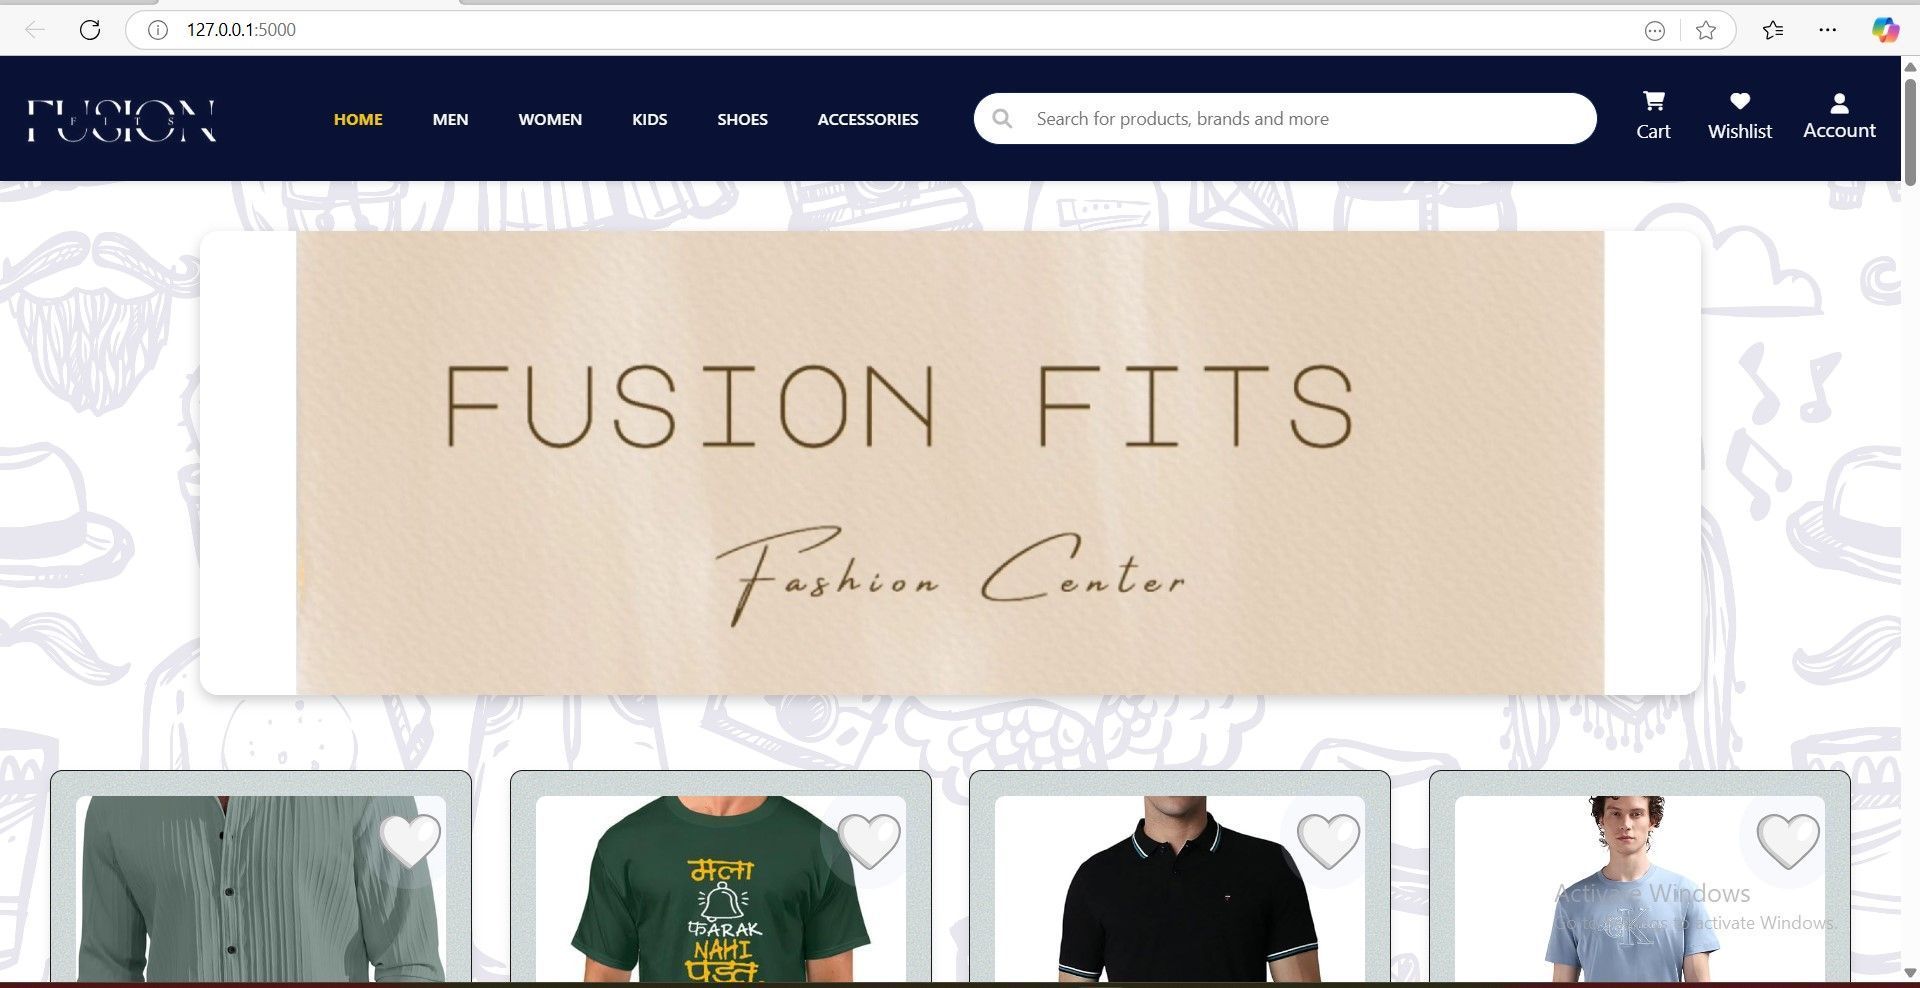 127.0.0.1:5000
FUSION
FITS
HOME MEN WOMEN KIDS SHOES ACCESSORIES
Search for products, brands and more
Cart Wishlist Account
FUSION FITS
Fashion Center
मला
फARAK
NAHI
पडत
CK
Activate Windows
Go to Settings to activate Windows.